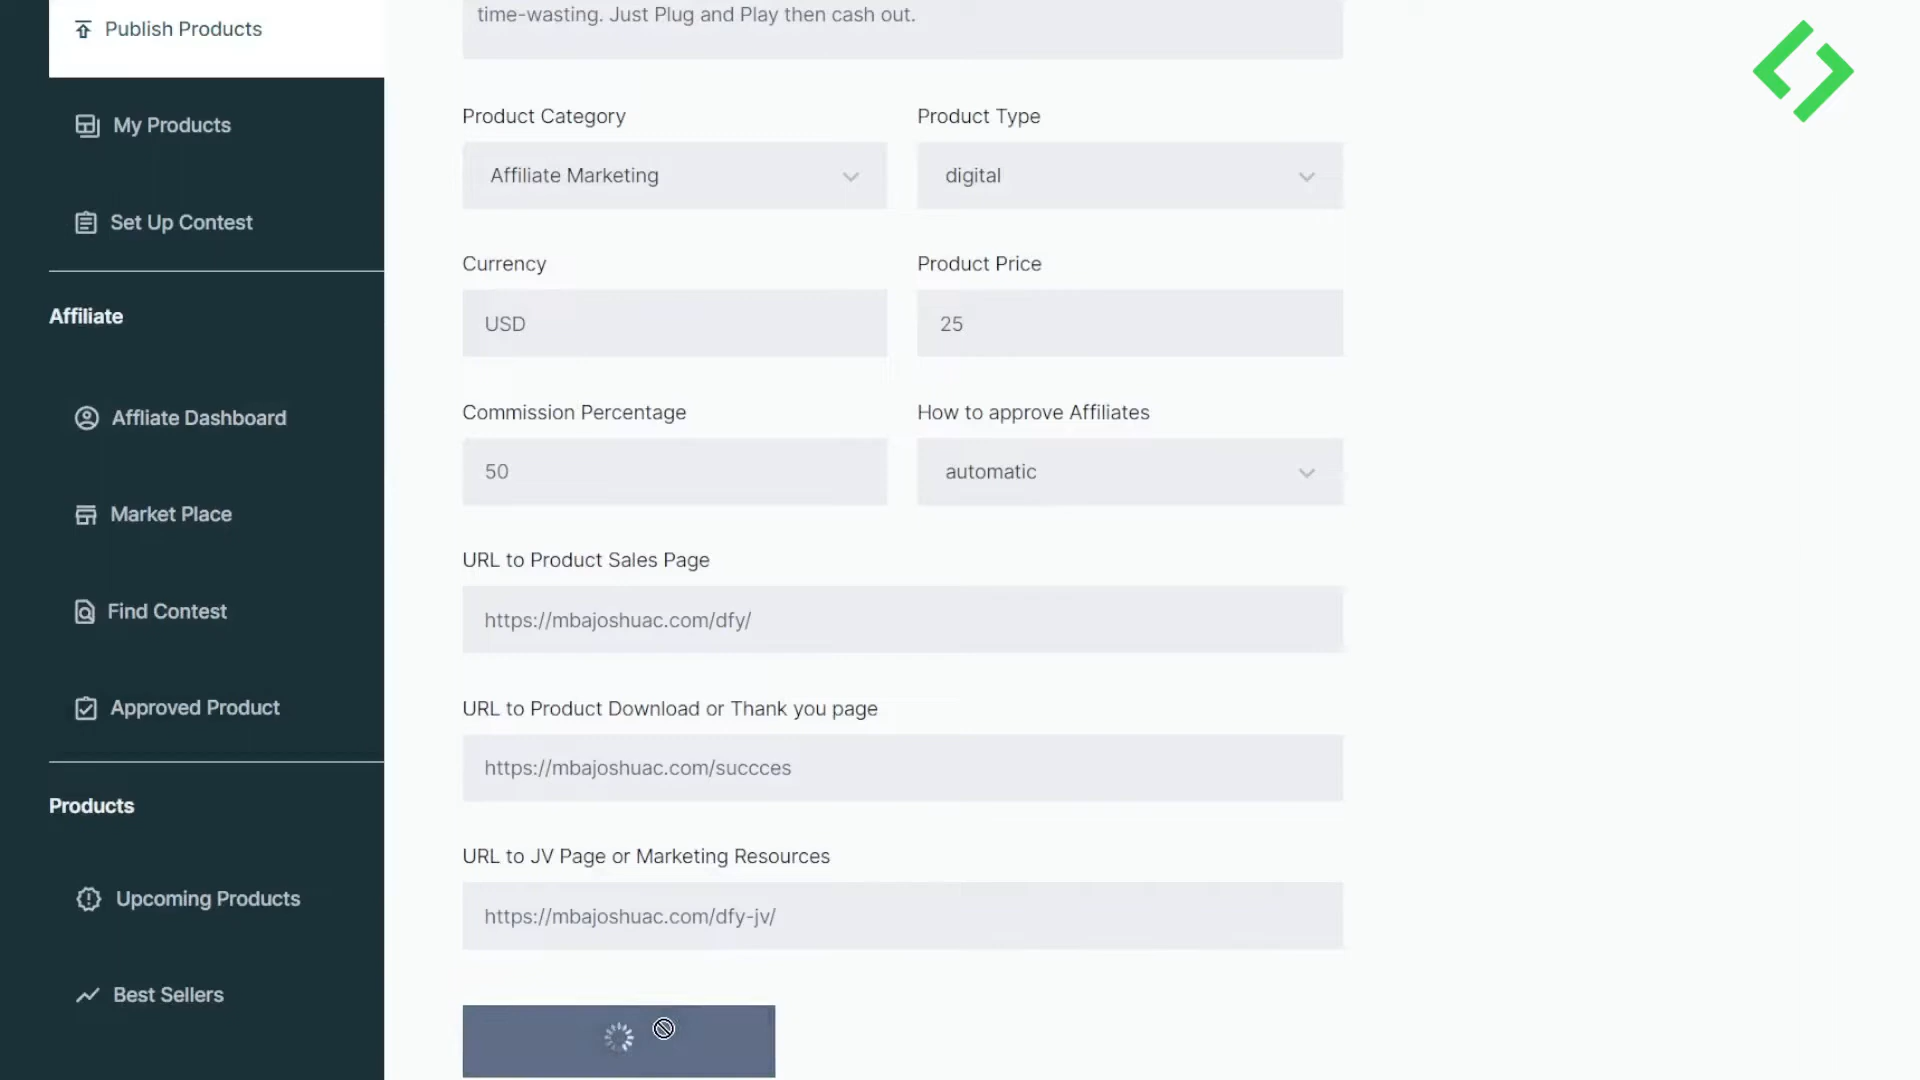 time-wasting. Just Plug and Play then cash out.
Publish Products
My Products
Set Up Contest
Affiliate
Affliate Dashboard
Market Place
Find Contest
Approved Product
Products
Upcoming Products
Best Sellers
Product Category
Product Type
Affiliate Marketing
digital
Currency
Product Price
USD
25
Commission Percentage
How to approve Affiliates
50
automatic
URL to Product Sales Page
https://mbajoshuac.com/dfy/
URL to Product Download or Thank you page
https://mbajoshuac.com/succces
URL to JV Page or Marketing Resources
https://mbajoshuac.com/dfy-jv/